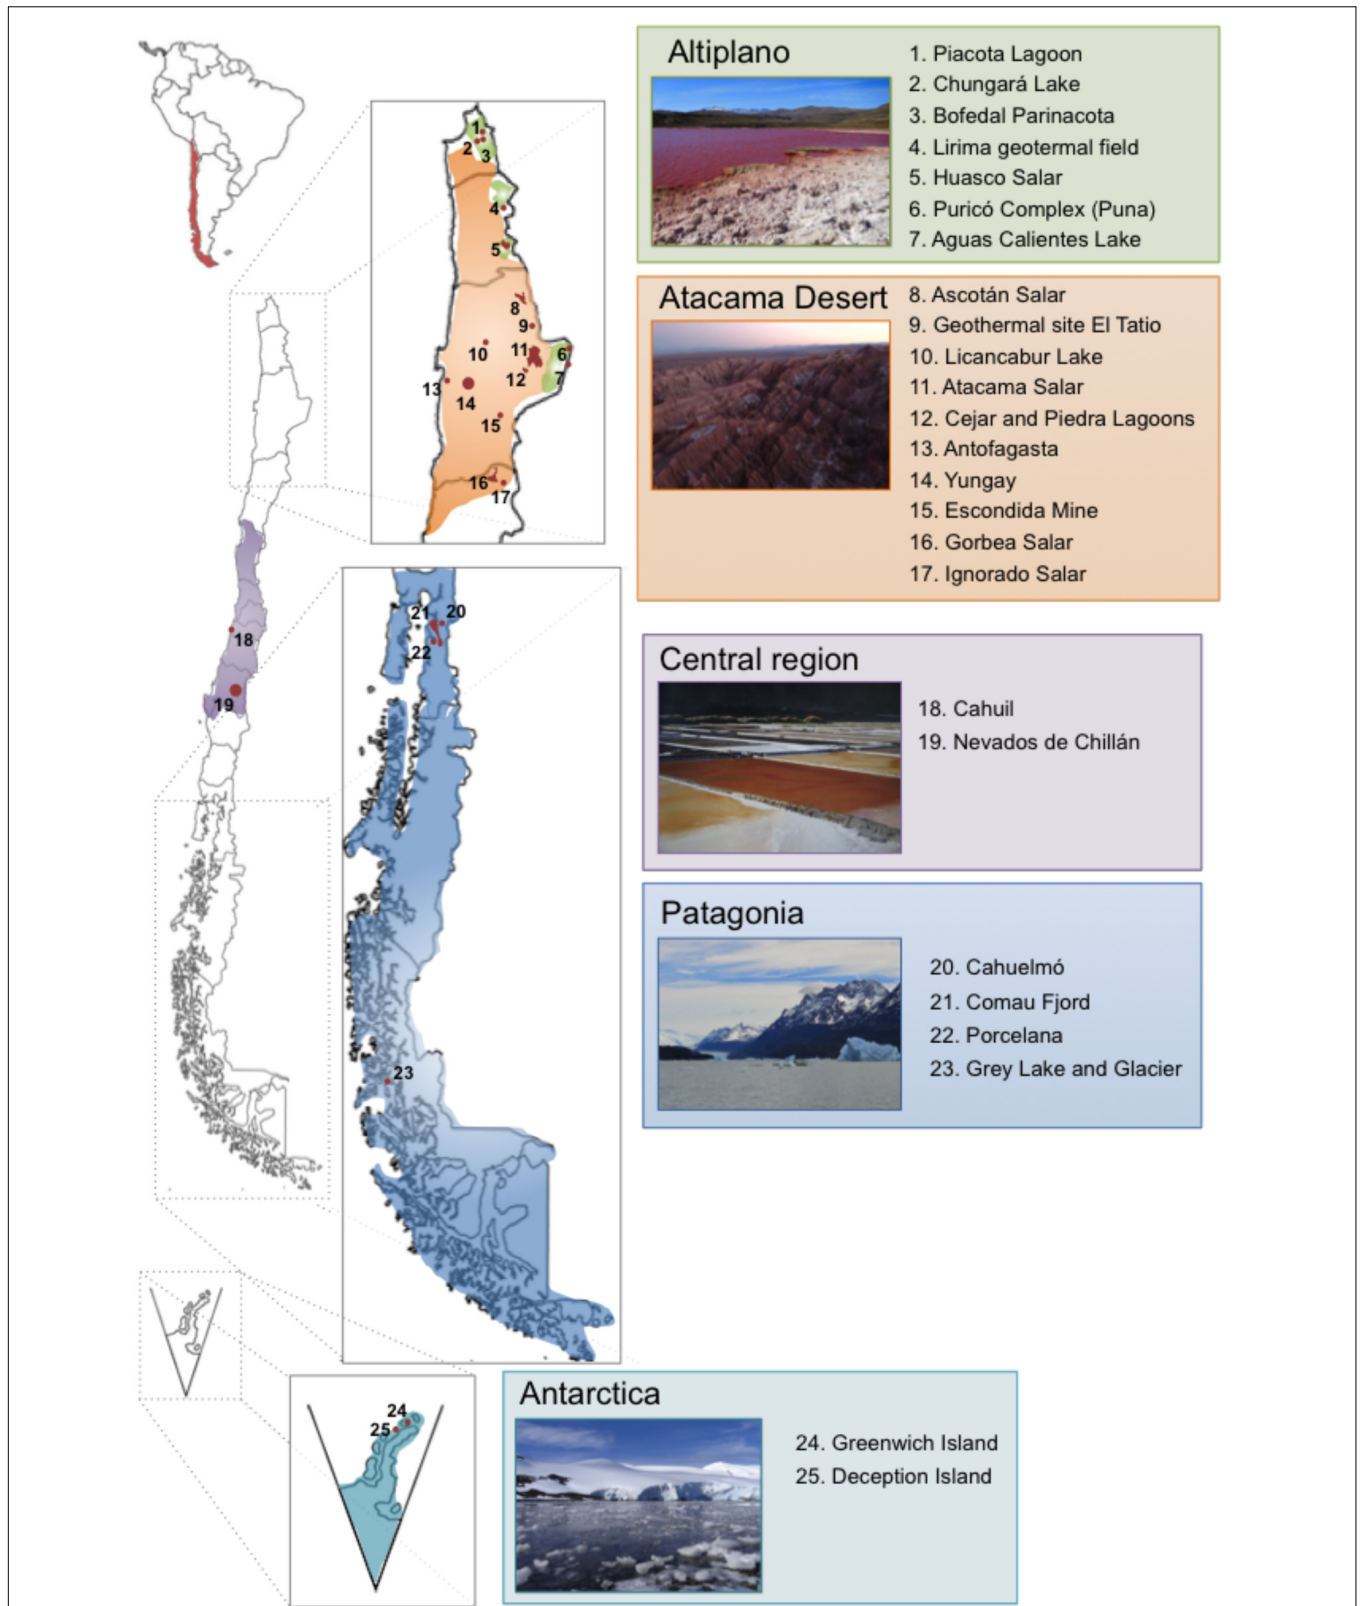 Altiplano
1. Piacota Lagoon
2. Chungará Lake
3. Bofedal Parinacota
4. Lirima geotermal field
5. Huasco Salar
6. Puricó Complex (Puna)
7. Aguas Calientes Lake
Atacama Desert
8. Ascotán Salar
9. Geothermal site El Tatio
10. Licancabur Lake
11. Atacama Salar
12. Cejar and Piedra Lagoons
13. Antofagasta
14. Yungay
15. Escondida Mine
16. Gorbea Salar
17. Ignorado Salar
1
2
3
4
5
8
9
10
11
6
12
7
13
14
15
16
17
18
19
Central region
18. Cahuil
19. Nevados de Chillán
21
20
22
23
Patagonia
20. Cahuelmó
21. Comau Fjord
22. Porcelana
23. Grey Lake and Glacier
24
25
Antarctica
24. Greenwich Island
25. Deception Island